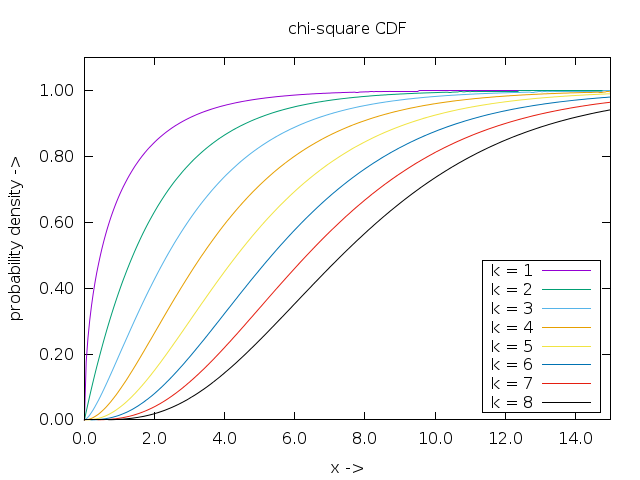 chi-square CDF
probability density ->
1.00
0.80
0.60
0.40
0.20
0.00
0.0 2.0 4.0 6.0 8.0 10.0 12.0 14.0
x ->
k = 1
k = 2
k = 3
k = 4
k = 5
k = 6
k = 7
k = 8